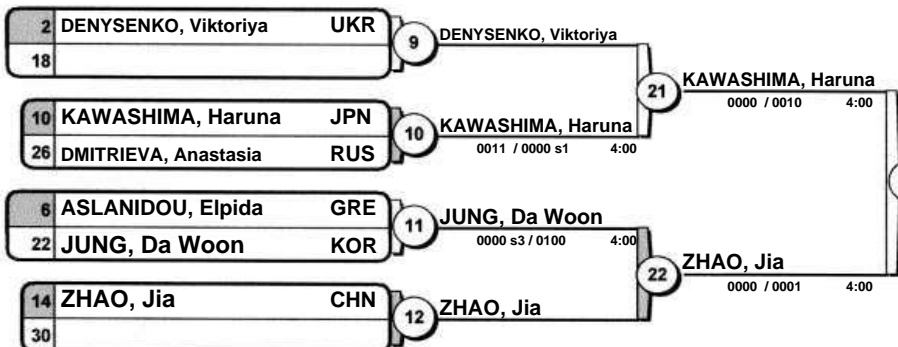 2 DENYSENKO, Viktoriya UKR
18
9
DENYSENKO, Viktoriya
10 KAWASHIMA, Haruna JPN
26 DMITRIEVA, Anastasia RUS
10
KAWASHIMA, Haruna
0011 / 0000 s1 4:00
21
KAWASHIMA, Haruna
0000 / 0010 4:00
6 ASLANIDOU, Elpida GRE
22 JUNG, Da Woon KOR
11
JUNG, Da Woon
0000 s3 / 0100 4:00
14 ZHAO, Jia CHN
30
12
ZHAO, Jia
22
ZHAO, Jia
0000 / 0001 4:00